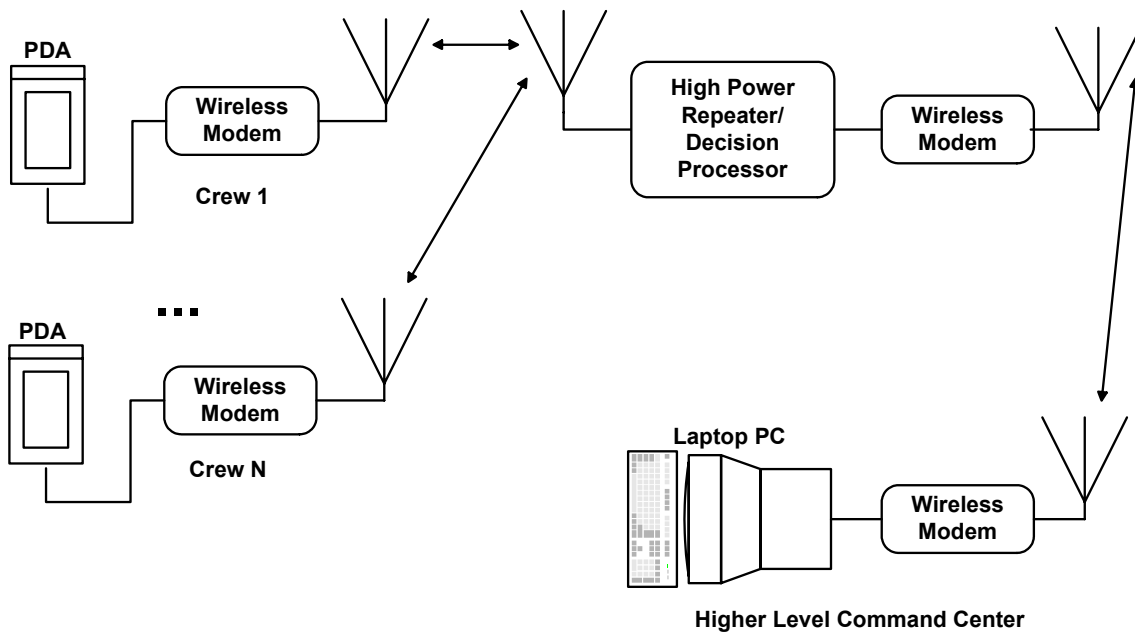 PDA
Wireless
Modem
Crew 1
High Power
Repeater/
Decision
Processor
Wireless
Modem
...
PDA
Wireless
Modem
Crew N
Laptop PC
Wireless
Modem
Higher Level Command Center